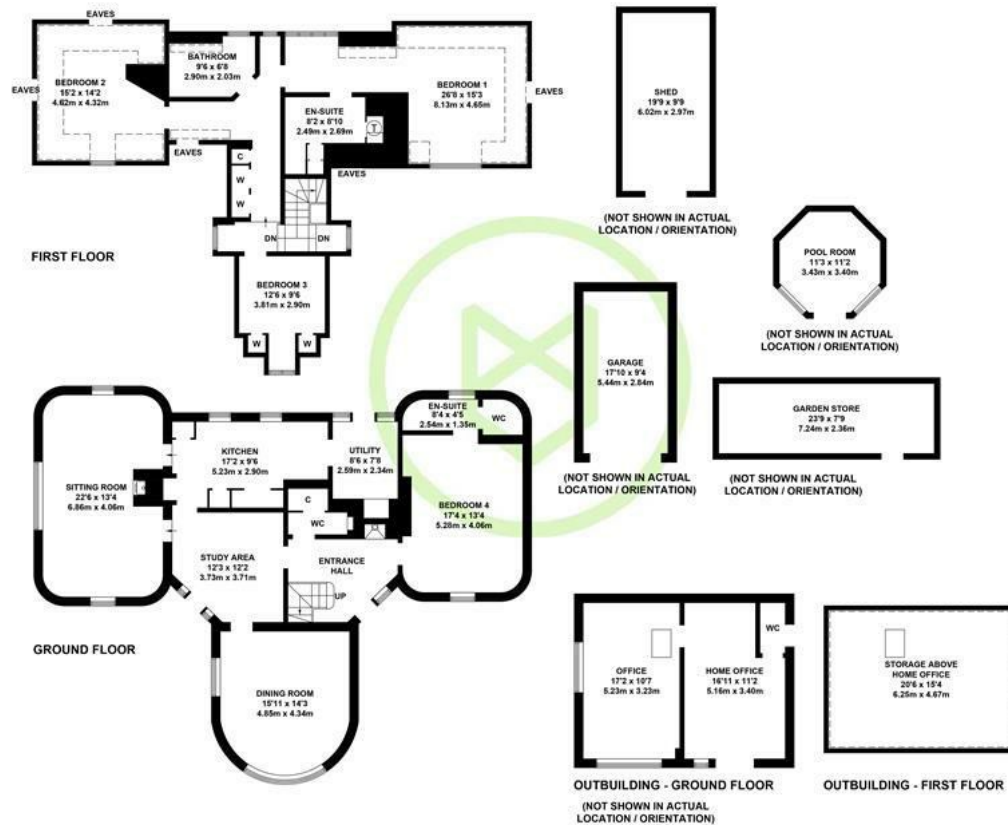 EAVES
BEDROOM 2
15'2 x 14'2
4.62m x 4.32m
EAVES
BATHROOM
9'6 x 6'8
2.90m x 2.03m
EN-SUITE
8'2 x 8'10
2.49m x 2.69m
T
BEDROOM 1
26'8 x 15'3
8.13m x 4.65m
EAVES
EAVES
EAVES
C
W
W
DN
DN
FIRST FLOOR
BEDROOM 3
12'6 x 9'6
3.81m x 2.90m
W
W
SHED
19'9 x 9'9
6.02m x 2.97m
(NOT SHOWN IN ACTUAL
LOCATION / ORIENTATION)
POOL ROOM
11'3 x 11'2
3.43m x 3.40m
(NOT SHOWN IN ACTUAL
LOCATION / ORIENTATION)
GARAGE
17'10 x 9'4
5.44m x 2.84m
(NOT SHOWN IN ACTUAL
LOCATION / ORIENTATION)
GARDEN STORE
23'9 x 7'9
7.24m x 2.36m
(NOT SHOWN IN ACTUAL
LOCATION / ORIENTATION)
SITTING ROOM
22'6 x 13'4
6.86m x 4.06m
KITCHEN
17'2 x 9'6
5.23m x 2.90m
UTILITY
8'6 x 7'8
2.59m x 2.34m
EN-SUITE
8'4 x 4'5
2.54m x 1.35m
WC
BEDROOM 4
17'4 x 13'4
5.28m x 4.06m
C
WC
STUDY AREA
12'3 x 12'2
3.73m x 3.71m
ENTRANCE
HALL
UP
GROUND FLOOR
DINING ROOM
15'11 x 14'3
4.85m x 4.34m
OFFICE
17'2 x 10'7
5.23m x 3.23m
HOME OFFICE
16'11 x 11'2
5.16m x 3.40m
WC
OUTBUILDING - GROUND FLOOR
(NOT SHOWN IN ACTUAL
LOCATION / ORIENTATION)
STORAGE ABOVE
HOME OFFICE
20'6 x 15'4
6.25m x 4.67m
OUTBUILDING - FIRST FLOOR